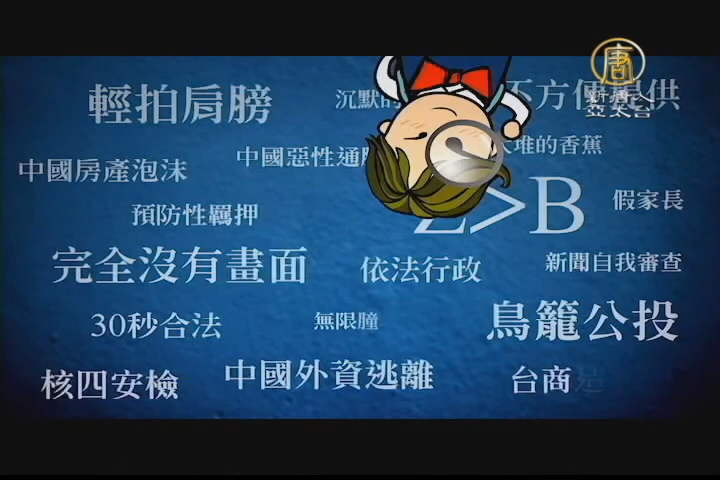 唐
輕拍肩膀
沉默的
不方便提供
新唐人
亞太台
中國房產泡沫
中國惡性通
大堆的香蕉
預防性羈押
>B
假家長
完全沒有畫面
依法行政
新聞自我審查
30秒合法
無限瞳
鳥籠公投
核四安檢
中國外資逃離
台商